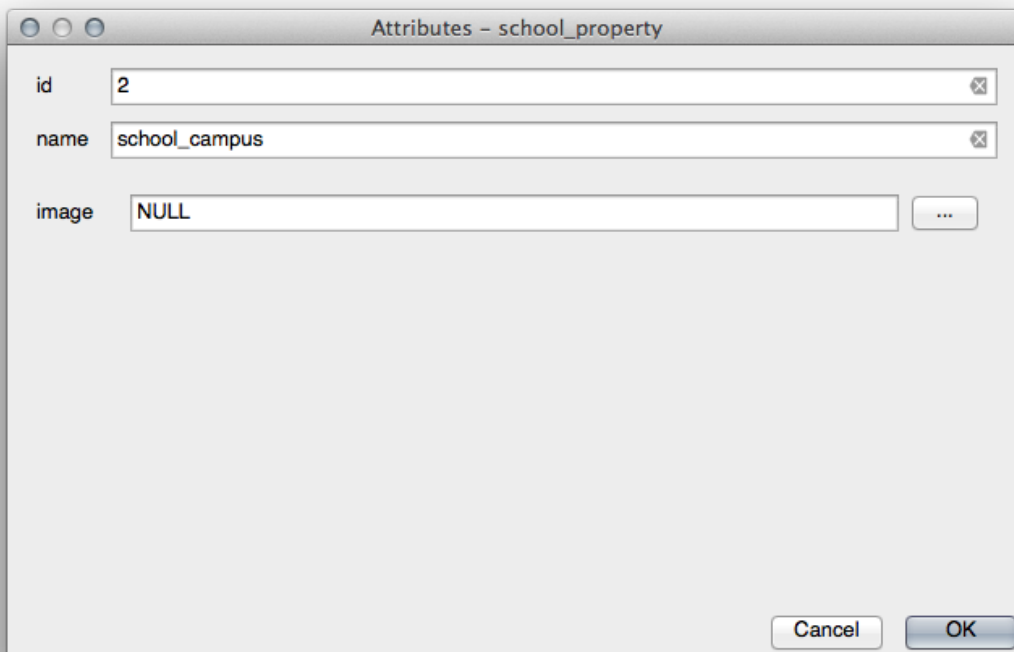 Attributes – school_property
id 2
name school_campus
image NULL ...
Cancel OK